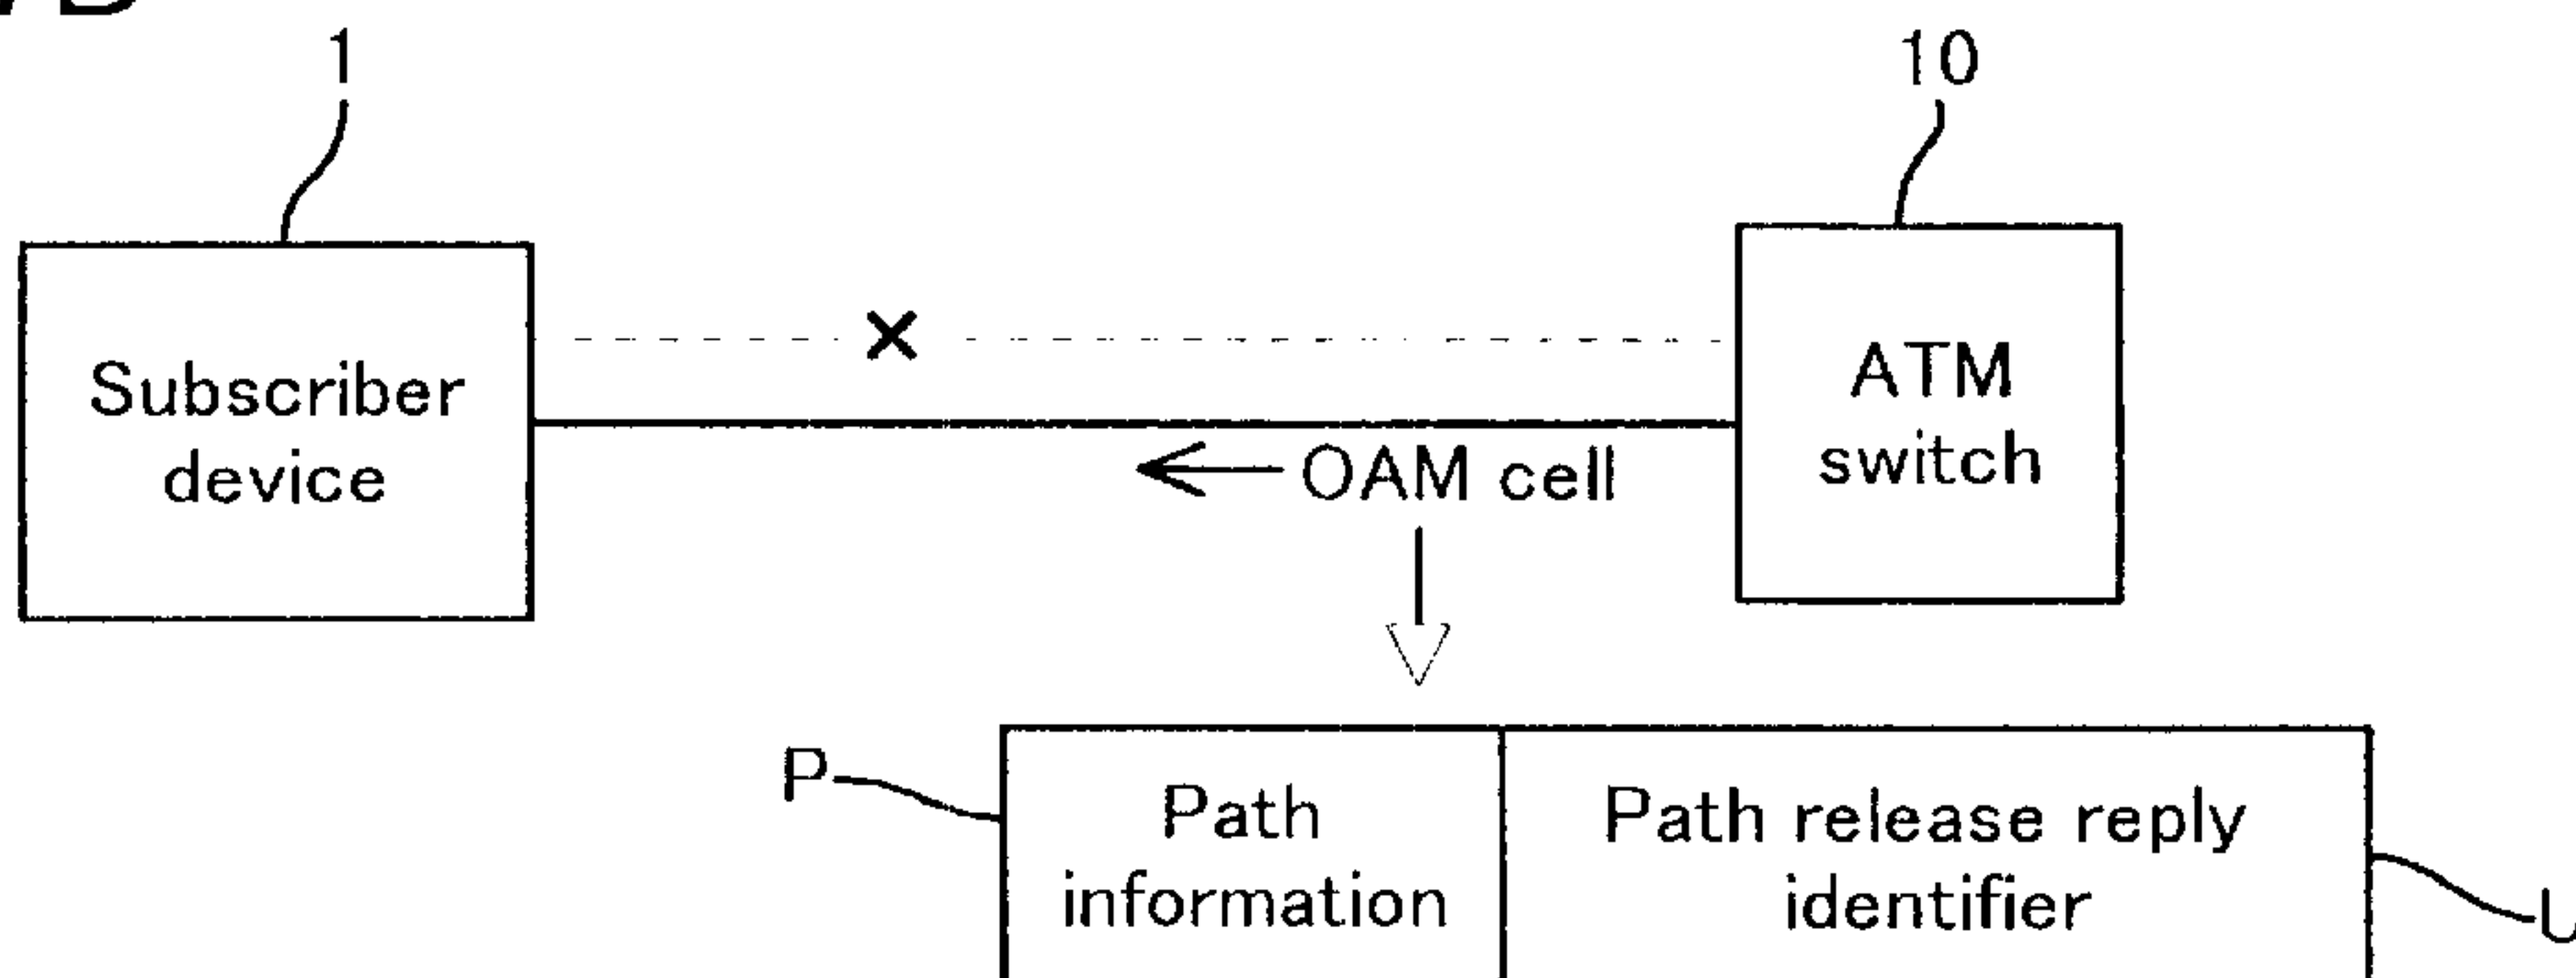 1
10
Subscriber
device
ATM
switch
OAM cell
P
Path
information
Path release reply
identifier